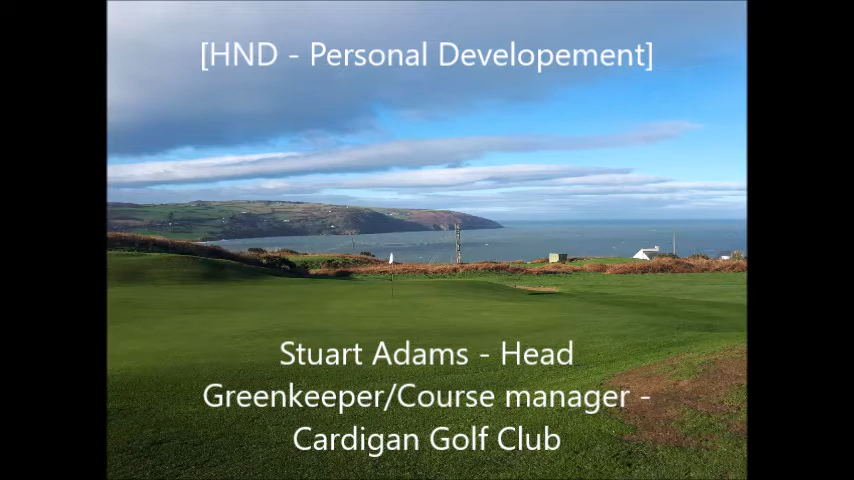 [HND - Personal Developement]
Stuart Adams - Head
Greenkeeper/Course manager -
Cardigan Golf Club